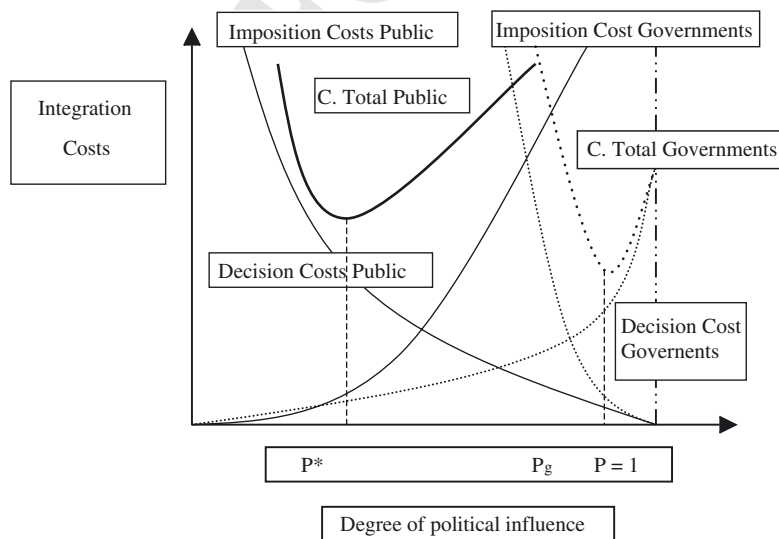 Imposition Costs Public
Imposition Cost Governments
Integration
Costs
C. Total Public
C. Total Governments
Decision Costs Public
Decision Cost
Governents
P*
Pg
P = 1
Degree of political influence